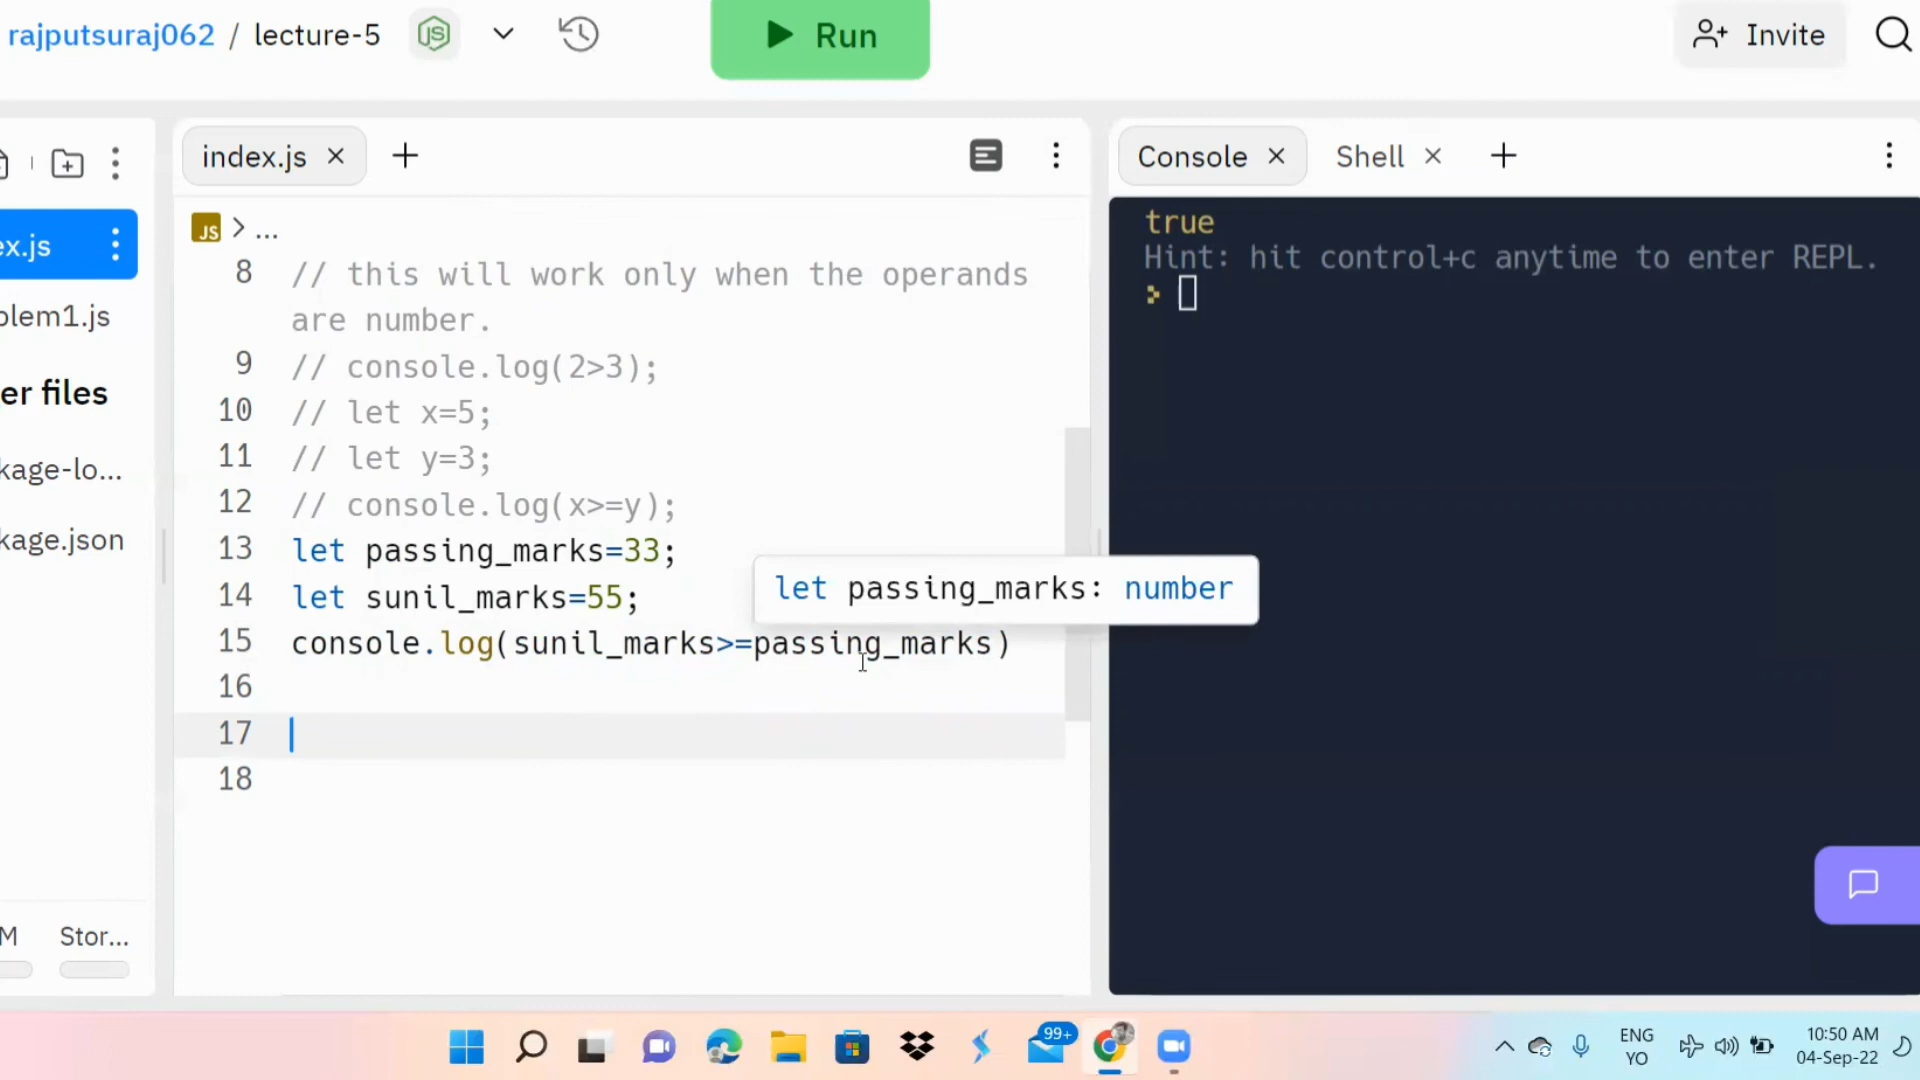 rajputsuraj062 / lecture-5
Run
Invite
index.js
Console
Shell
JS
...
ex.js
blem1.js
er files
kage-lo...
kage.json
M
Stor...
8 // this will work only when the operands
are number.
9 // console.log(2>3);
10 // let x=5;
11 // let y=3;
12 // console.log(x>=y);
13 let passing_marks=33;
14 let sunil_marks=55;
15 console.log(sunil_marks>=passing_marks)
16
17
18
let passing_marks: number
true
Hint: hit control+c anytime to enter REPL.
99+
ENG
YO
10:50 AM
04-Sep-22